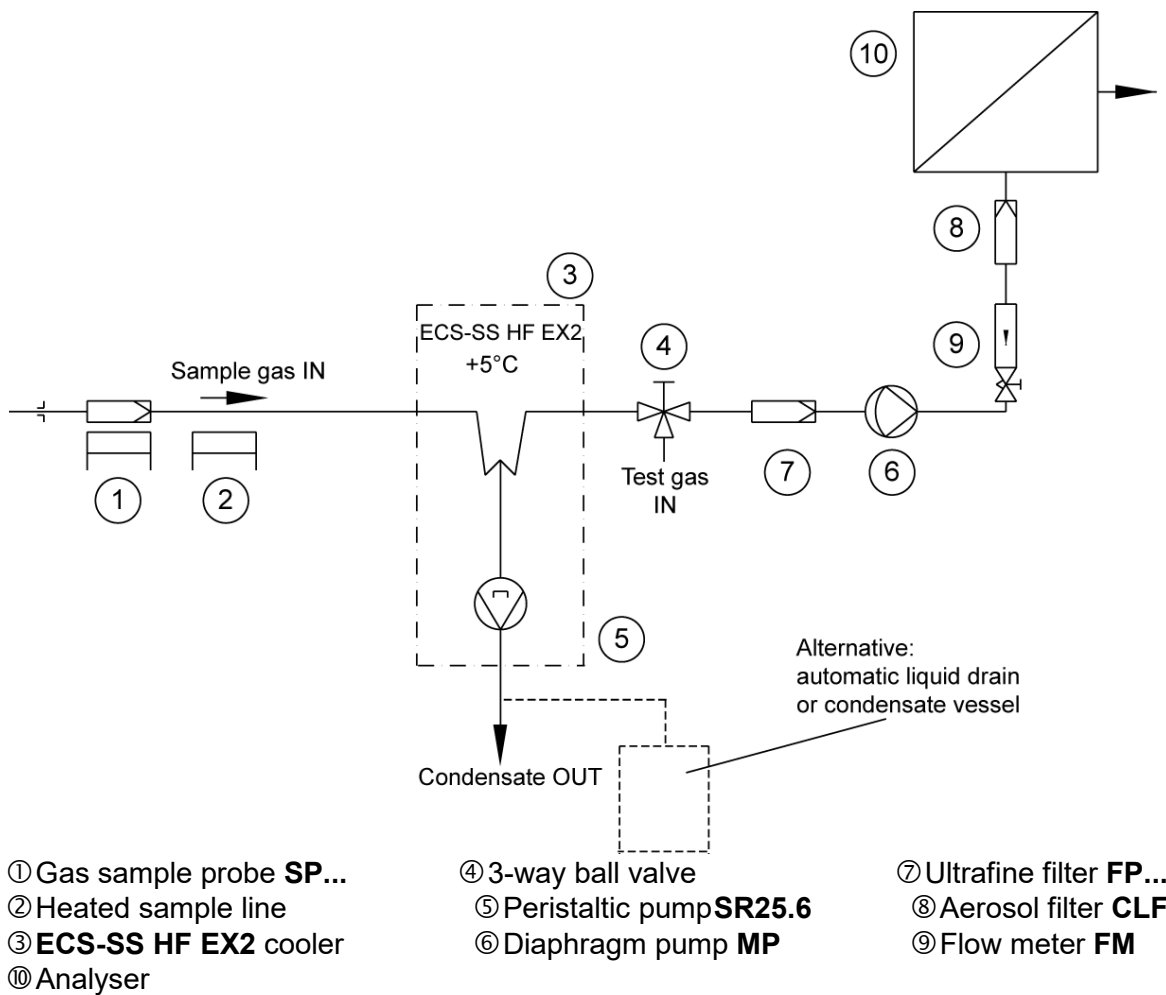 10
8
3
ECS-SS HF EX2
+5°C
4
9
Sample gas IN
1
2
Test gas
IN
7
6
5
Alternative:
automatic liquid drain
or condensate vessel
Condensate OUT
①Gas sample probe SP...
④3-way ball valve
⑦Ultrafine filter FP...
②Heated sample line
⑤Peristaltic pumpSR25.6
⑧Aerosol filter CLF
③ECS-SS HF EX2 cooler
⑥Diaphragm pump MP
⑨Flow meter FM
⑩Analyser